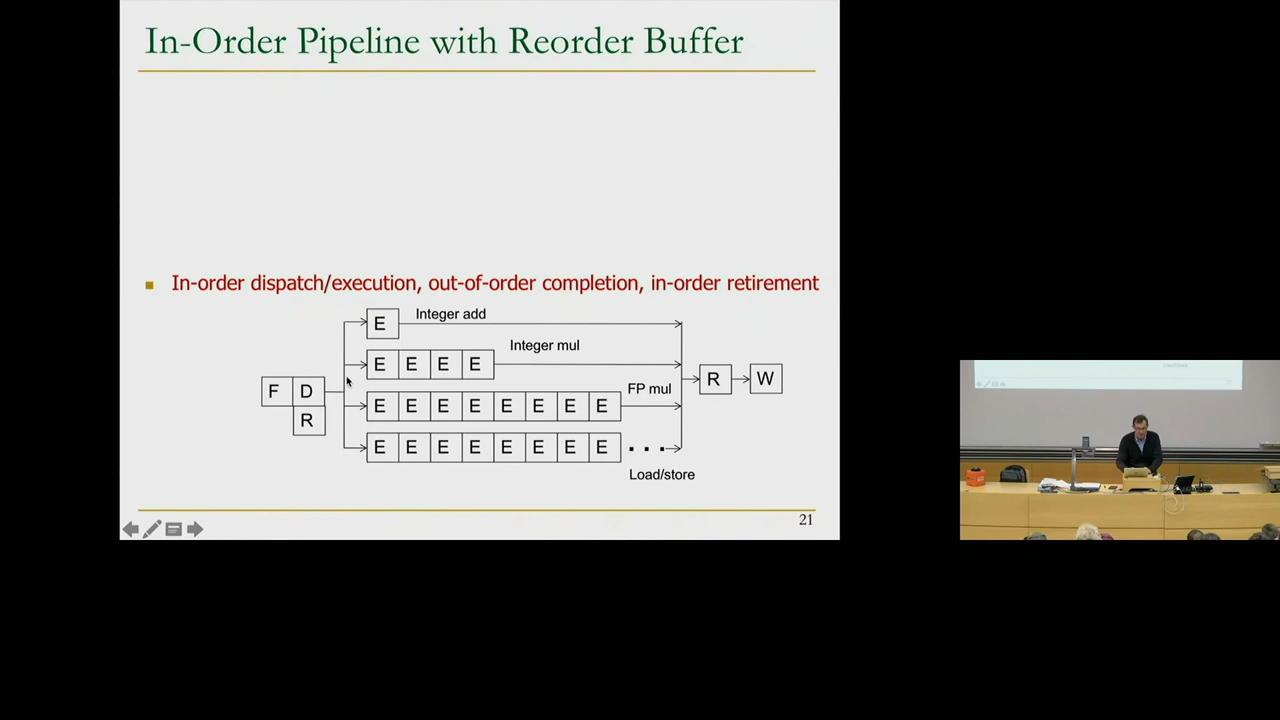 In-Order Pipeline with Reorder Buffer
In-order dispatch/execution, out-of-order completion, in-order retirement
E Integer add
Integer mul
E E E E
F D
R
FP mul
R W
E E E E E E E E
E E E E E E E E . . .
Load/store
21